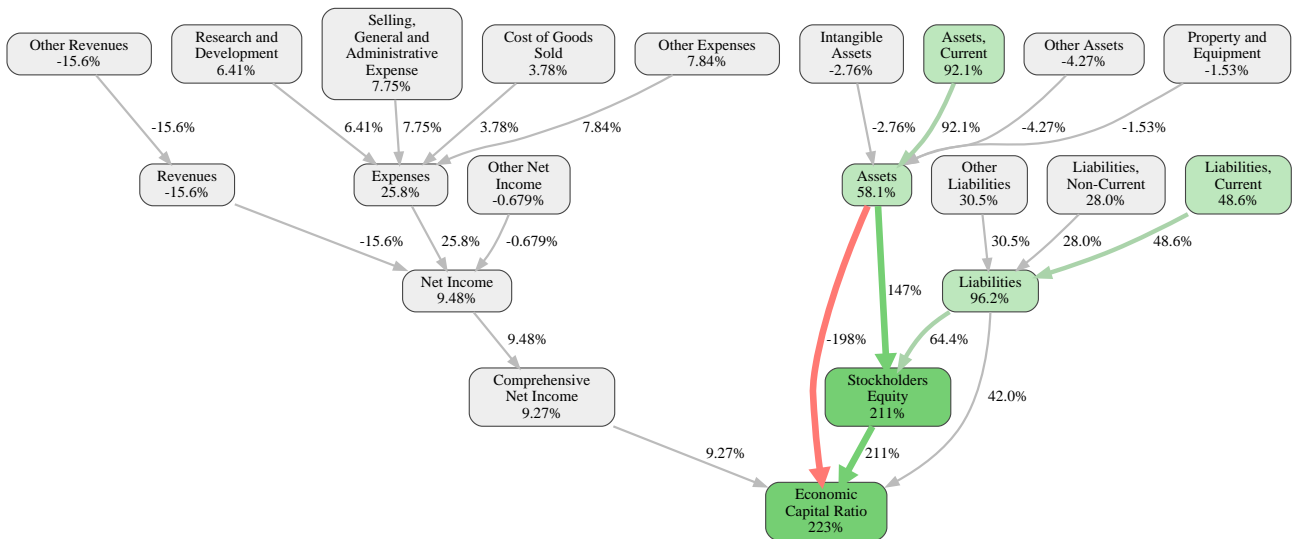 Other Revenues
-15.6%
Research and
Development
6.41%
Selling,
General and
Administrative
Expense
7.75%
Cost of Goods
Sold
3.78%
Other Expenses
7.84%
Intangible
Assets
-2.76%
Assets,
Current
92.1%
Other Assets
-4.27%
Property and
Equipment
-1.53%
-15.6%
6.41%
7.75%
3.78%
7.84%
-2.76%
92.1%
-4.27%
-1.53%
Revenues
-15.6%
Expenses
25.8%
Other Net
Income
-0.679%
Assets
58.1%
Other
Liabilities
30.5%
Liabilities,
Non-Current
28.0%
Liabilities,
Current
48.6%
-15.6%
25.8%
-0.679%
30.5%
28.0%
48.6%
Net Income
9.48%
147%
Liabilities
96.2%
9.48%
-198%
64.4%
Comprehensive
Net Income
9.27%
Stockholders
Equity
211%
42.0%
9.27%
211%
Economic
Capital Ratio
223%